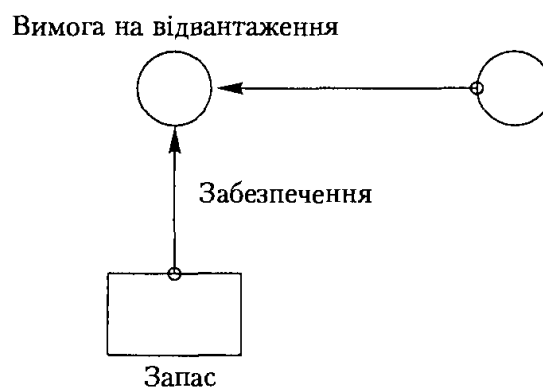 Вимога на відвантаження
Забезпечення
Запас